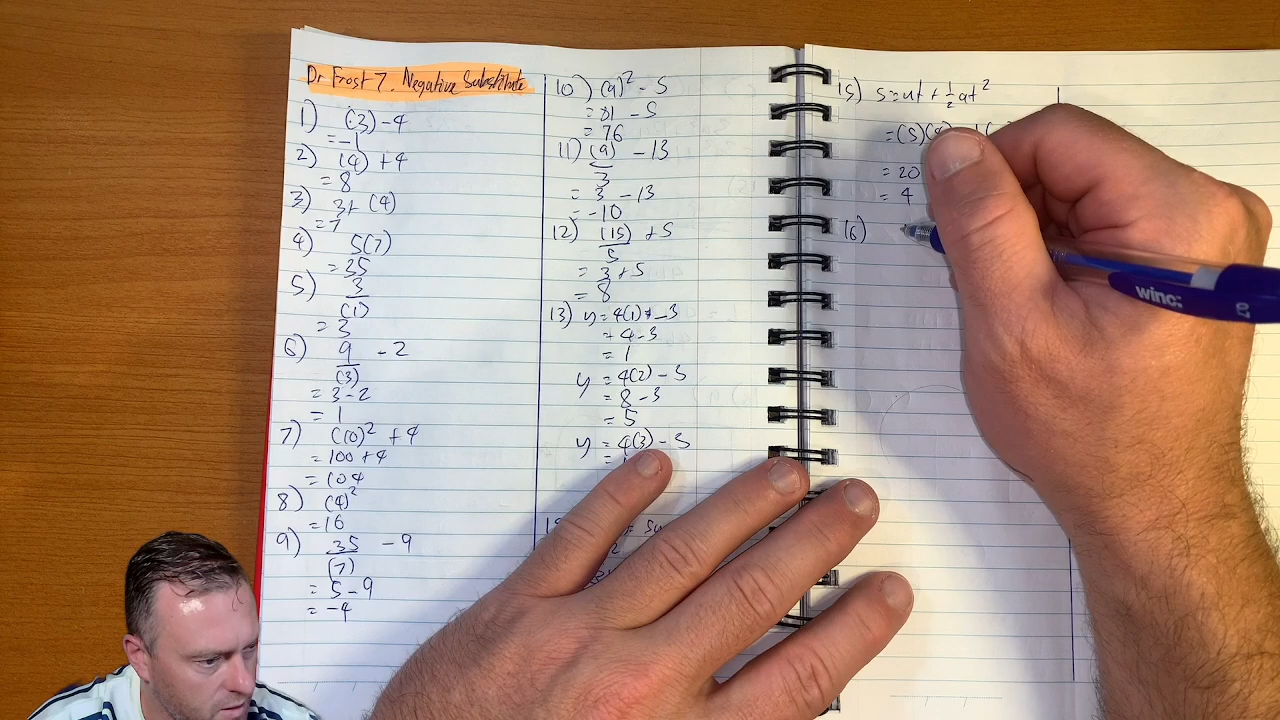 Dr Frost 7. Negative Substitute
1) (3)-4
= -1
2) (4) + 4
= 8
3) 3+ (4)
= 7
4) 5(7)
= 35
5) 3
(1)
= 3
6) 9 - 2
(3)
= 3-2
= 1
7) (10)² + 4
= 100+4
= 104
8) (4)²
= 16
9) 35 - 9
(7)
= 5-9
= -4
10) (9)² - 5
= 81 - 5
= 76
11) (9) - 13
3
= 3 - 13
= -10
12) (15) + 5
5
= 3 + 5
= 8
13) y = 4(1) - 3
= 4-3
= 1
y = 4(2) - 3
= 8-3
= 5
y = 4(3) - 3
=
15) s=ut + ½at²
= (5)(
= 20
= 4
16)
winc